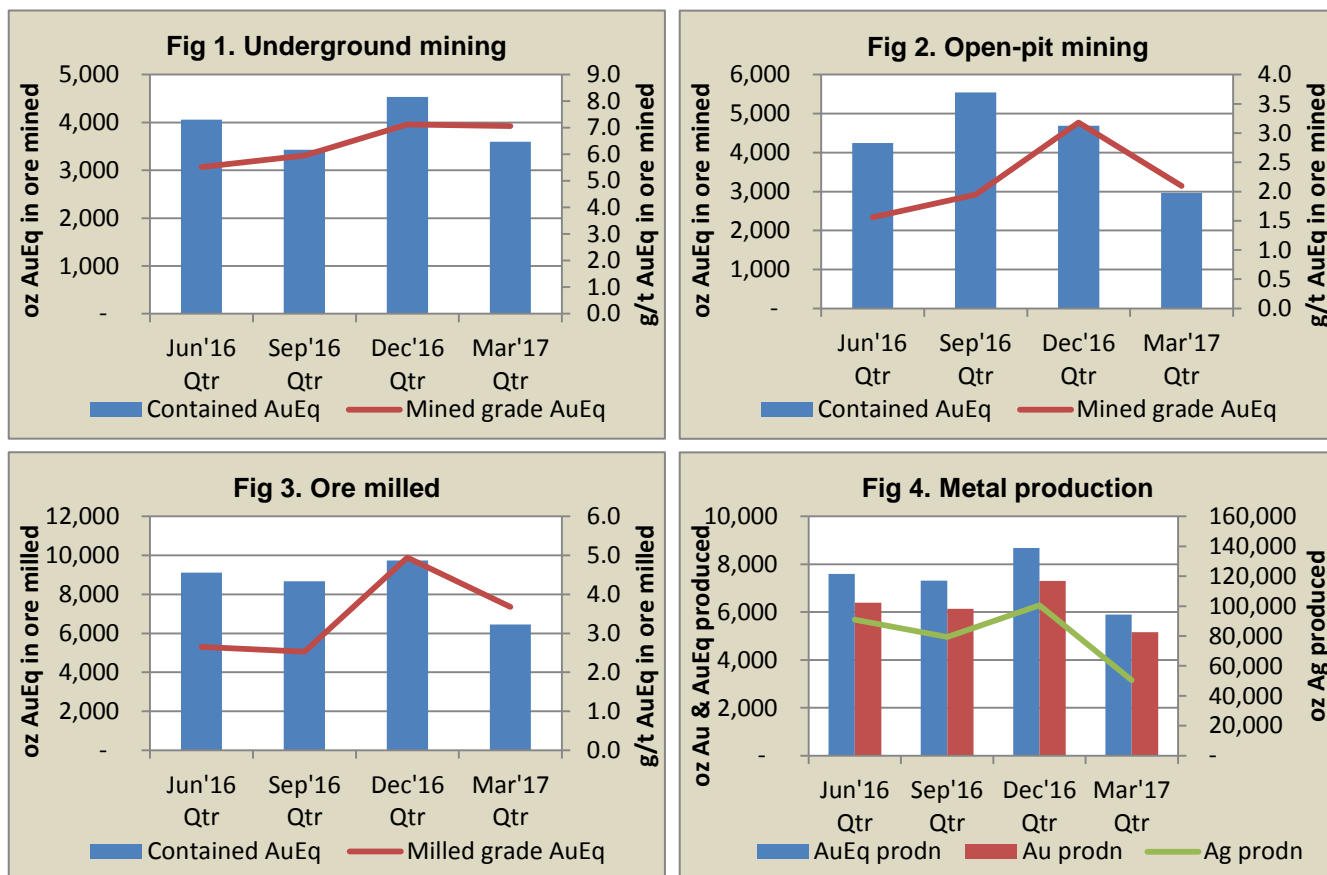 Fig 1. Underground mining
oz AuEq in ore mined
5,000
4,000
3,000
2,000
1,000
-
9.0
8.0
7.0
6.0
5.0
4.0
3.0
2.0
1.0
0.0
g/t AuEq in ore mined
Jun'16 Sep'16 Dec'16 Mar'17
Qtr Qtr Qtr Qtr
Contained AuEq Mined grade AuEq
Fig 2. Open-pit mining
oz AuEq in ore mined
6,000
5,000
4,000
3,000
2,000
1,000
-
4.0
3.5
3.0
2.5
2.0
1.5
1.0
0.5
0.0
g/t AuEq in ore mined
Jun'16 Sep'16 Dec'16 Mar'17
Qtr Qtr Qtr Qtr
Contained AuEq Mined grade AuEq
Fig 3. Ore milled
oz AuEq in ore milled
12,000
10,000
8,000
6,000
4,000
2,000
-
6.0
5.0
4.0
3.0
2.0
1.0
0.0
g/t AuEq in ore milled
Jun'16 Sep'16 Dec'16 Mar'17
Qtr Qtr Qtr Qtr
Contained AuEq Milled grade AuEq
Fig 4. Metal production
oz Au & AuEq produced
10,000
8,000
6,000
4,000
2,000
-
160,000
140,000
120,000
100,000
80,000
60,000
40,000
20,000
-
oz Ag produced
Jun'16 Sep'16 Dec'16 Mar'17
Qtr Qtr Qtr Qtr
AuEq prodn Au prodn Ag prodn